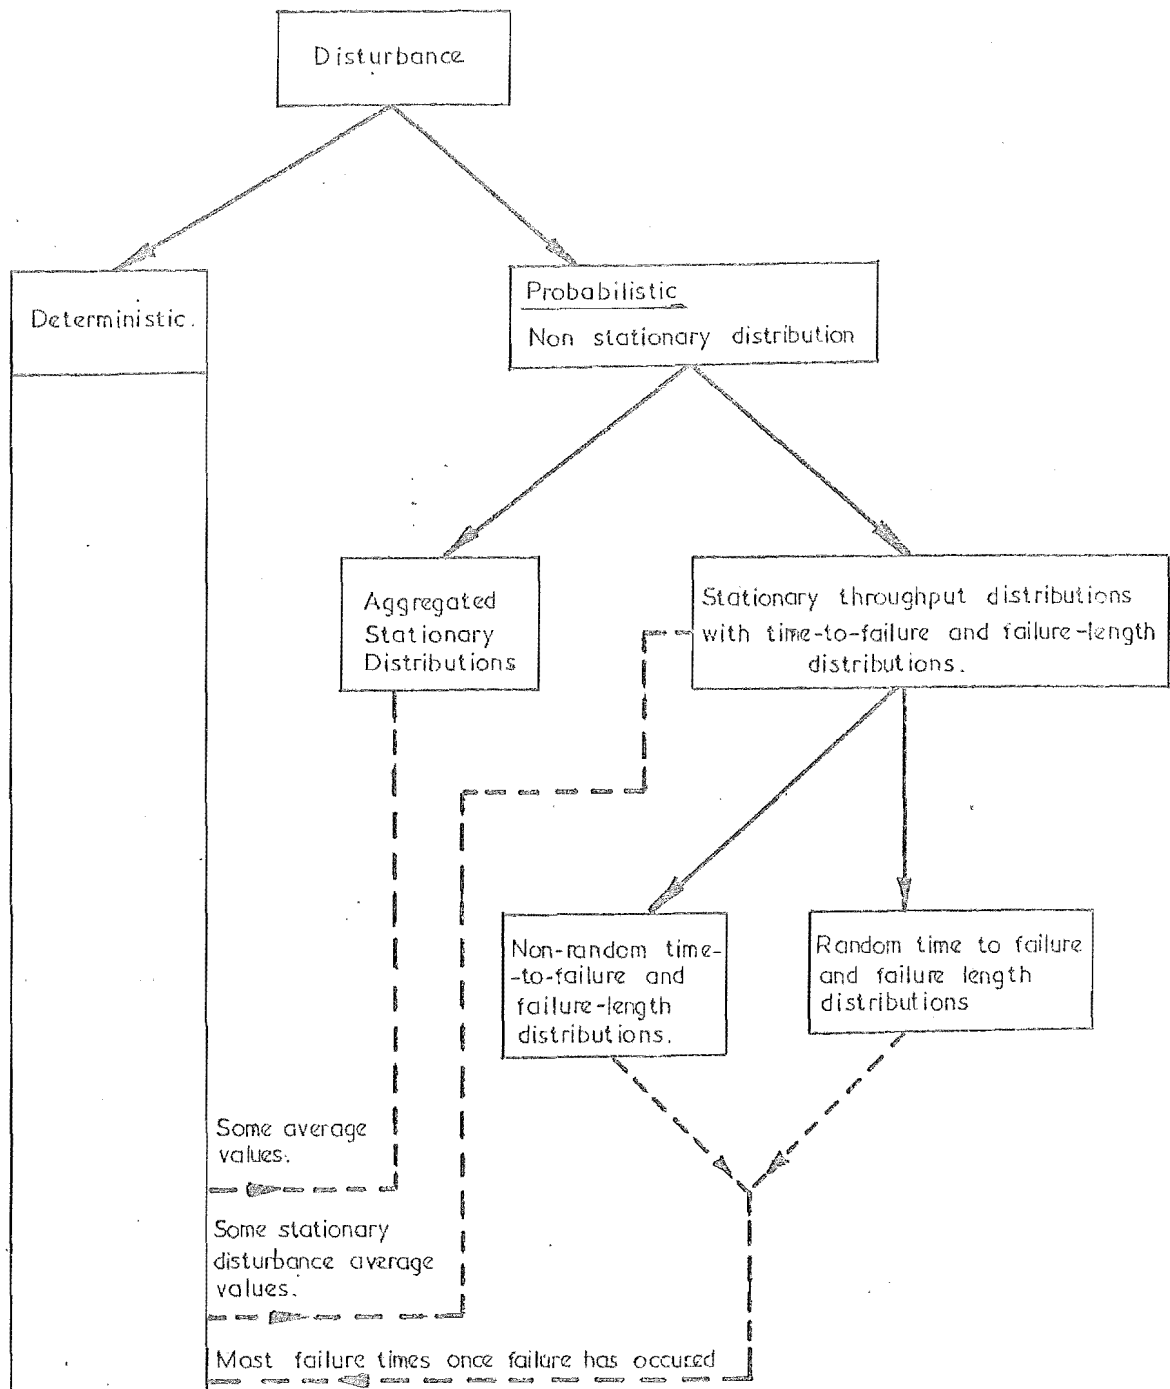 Disturbance
Deterministic.
Probabilistic
Non stationary distribution
Aggregated
Stationary
Distributions
Stationary throughput distributions
with time-to-failure and failure-length
distributions.
Non-random time-
-to-failure and
failure-length
distributions.
Random time to failure
and failure length
distributions
Some average
values.
Some stationary
disturbance average
values.
Most failure times once failure has occured